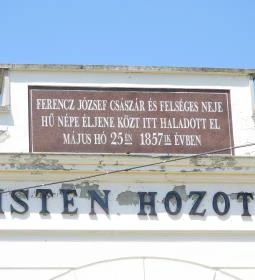 FERENCZ JÓZSEF CSÁSZÁR ÉS FELSÉGES NEJE
HŰ NÉPE ÉLJENE KÖZT ITT HALADOTT EL
MÁJUS HÓ 25ÉN 1857IK ÉVBEN
ISTEN HOZOT